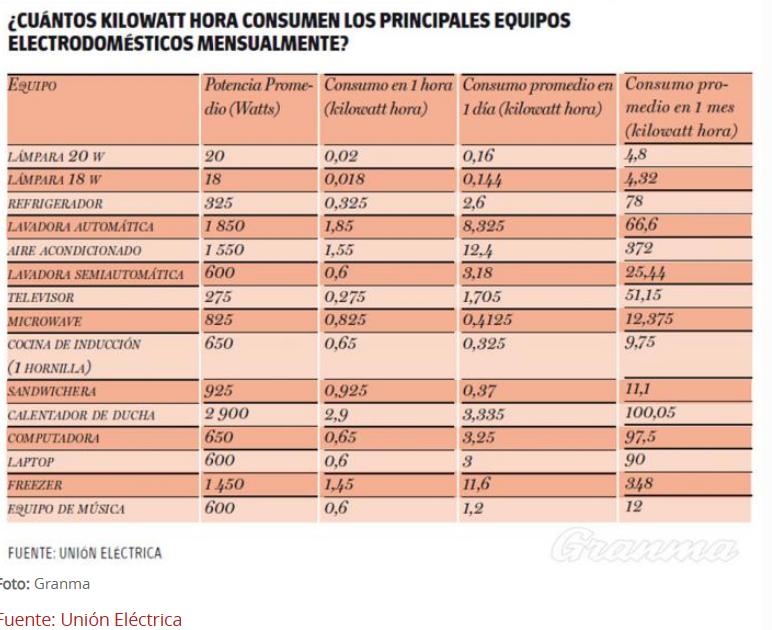 ¿CUÁNTOS KILOWATT HORA CONSUMEN LOS PRINCIPALES EQUIPOS
ELECTRODOMÉSTICOS MENSUALMENTE?
EQUIPO Potencia Prome- Consumo en 1 hora Consumo promedio en Consumo pro-
dio (Watts) (kilowatt hora) 1 día (kilowatt hora) medio en 1 mes
(kilowatt hora)
LÁMPARA 20 W 20 0,02 0,16 4,8
LÁMPARA 18 W 18 0,018 0,144 4,32
REFRIGERADOR 325 0,325 2,6 78
LAVADORA AUTOMÁTICA 1 850 1,85 8,325 66,6
AIRE ACONDICIONADO 1 550 1,55 12,4 372
LAVADORA SEMIAUTOMÁTICA 600 0,6 3,18 25,44
TELEVISOR 275 0,275 1,705 51,15
MICROWAVE 825 0,825 0,4125 12,375
COCINA DE INDUCCIÓN 650 0,65 0,325 9,75
(1 HORNILLA)
SANDWICHERA 925 0,925 0,37 11,1
CALENTADOR DE DUCHA 2 900 2,9 3,335 100,05
COMPUTADORA 650 0,65 3,25 97,5
LAPTOP 600 0,6 3 90
FREEZER 1 450 1,45 11,6 348
EQUIPO DE MÚSICA 600 0,6 1,2 12
FUENTE: UNIÓN ELÉCTRICA
Granma
Foto: Granma
Fuente: Unión Eléctrica